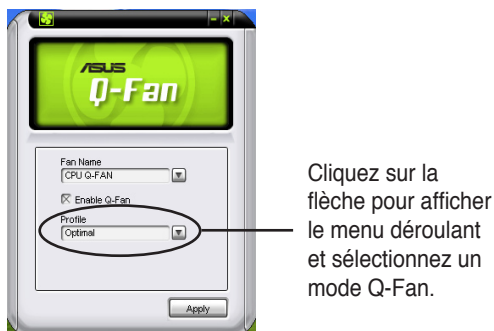 ASUS
Q-Fan
Fan Name
CPU Q-FAN
Enable Q-Fan
Profile
Optimal
Apply
Cliquez sur la
flèche pour afficher
le menu déroulant
et sélectionnez un
mode Q-Fan.